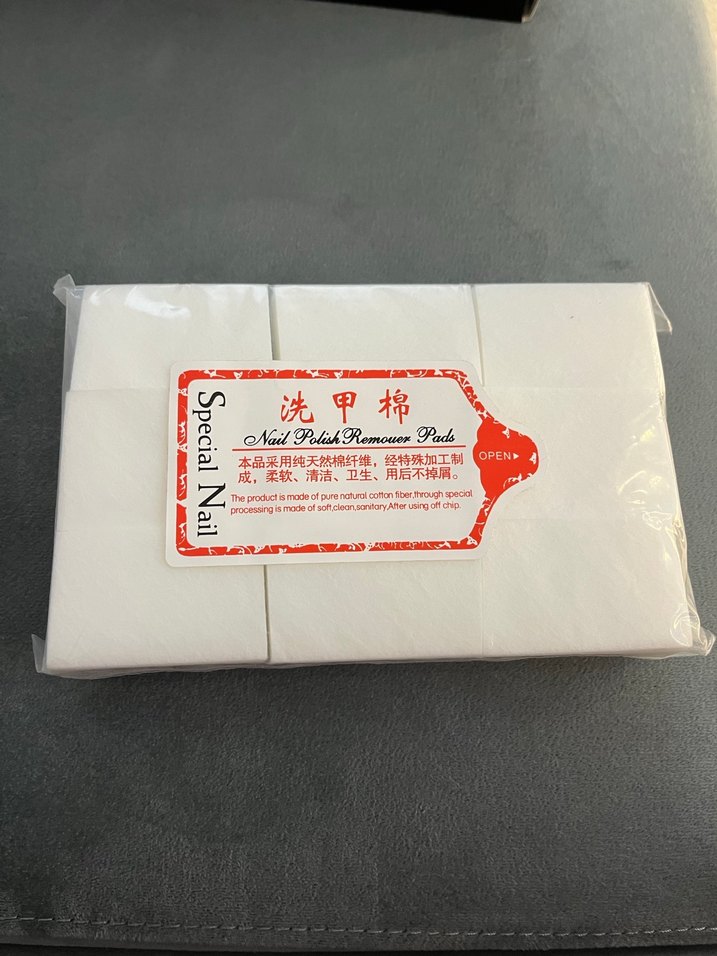 Special Nail
洗甲棉
Nail Polish Remouer Pads
本品采用纯天然棉纤维，经特殊加工制
成，柔软、清洁、卫生、用后不掉屑。
The product is made of pure natural cotton fiber,through special
processing is made of soft,clean,sanitary,After using off chip.
OPEN